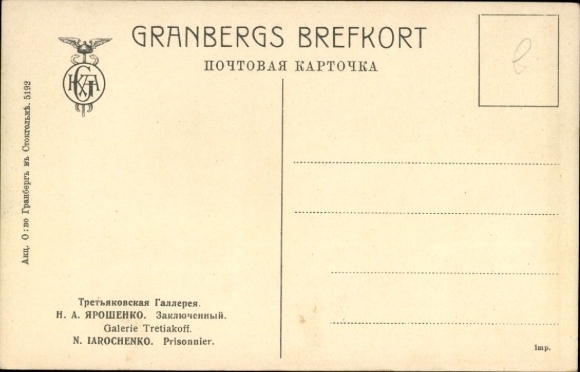 GRANBERGS BREFKORT
ПОЧТОВАЯ КАРТОЧКА
Акц. О:во Гранбергъ въ Стокгольмѣ. 5192
Третьяковская Галлерея.
Н. А. ЯРОШЕНКО. Заключенный.
Galerie Tretiakoff.
N. IAROCHENKO. Prisonnier.
Imp.